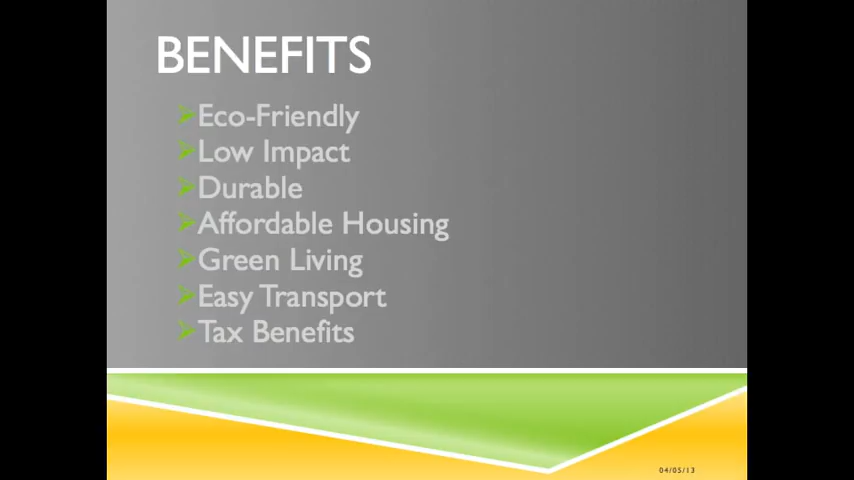 BENEFITS
Eco-Friendly
Low Impact
Durable
Affordable Housing
Green Living
Easy Transport
Tax Benefits
04/05/13